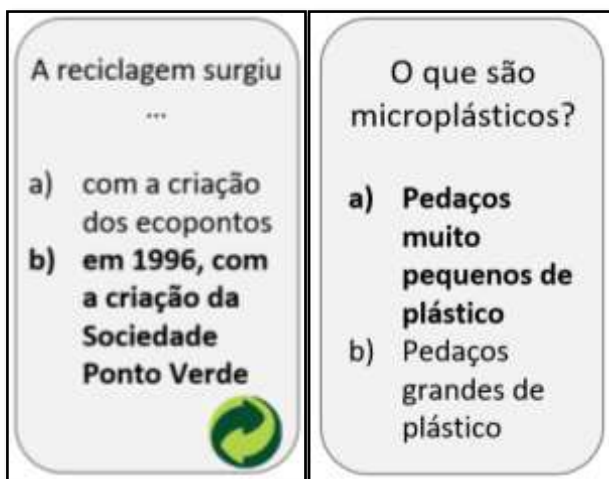 A reciclagem surgiu
...
a) com a criação
dos ecopontos
b) em 1996, com
a criação da
Sociedade
Ponto Verde
O que são
microplásticos?
a) Pedaços
muito
pequenos de
plástico
b) Pedaços
grandes de
plástico